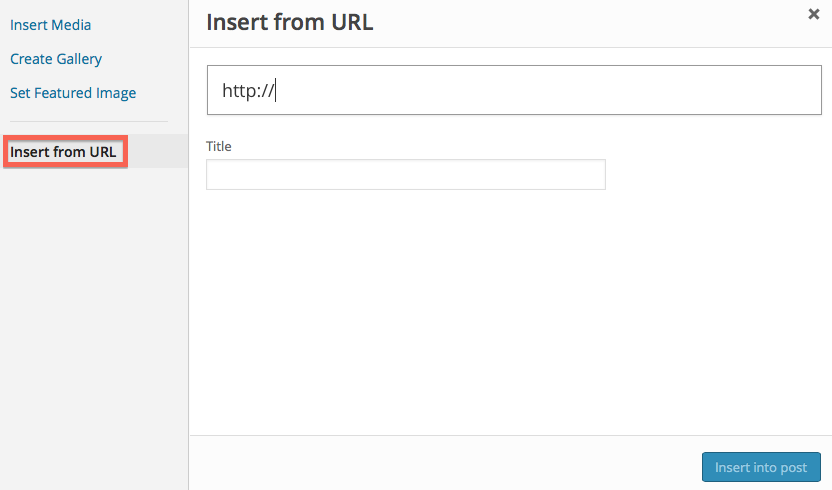 Insert Media
Create Gallery
Set Featured Image
Insert from URL
Insert from URL
http://
Title
Insert into post